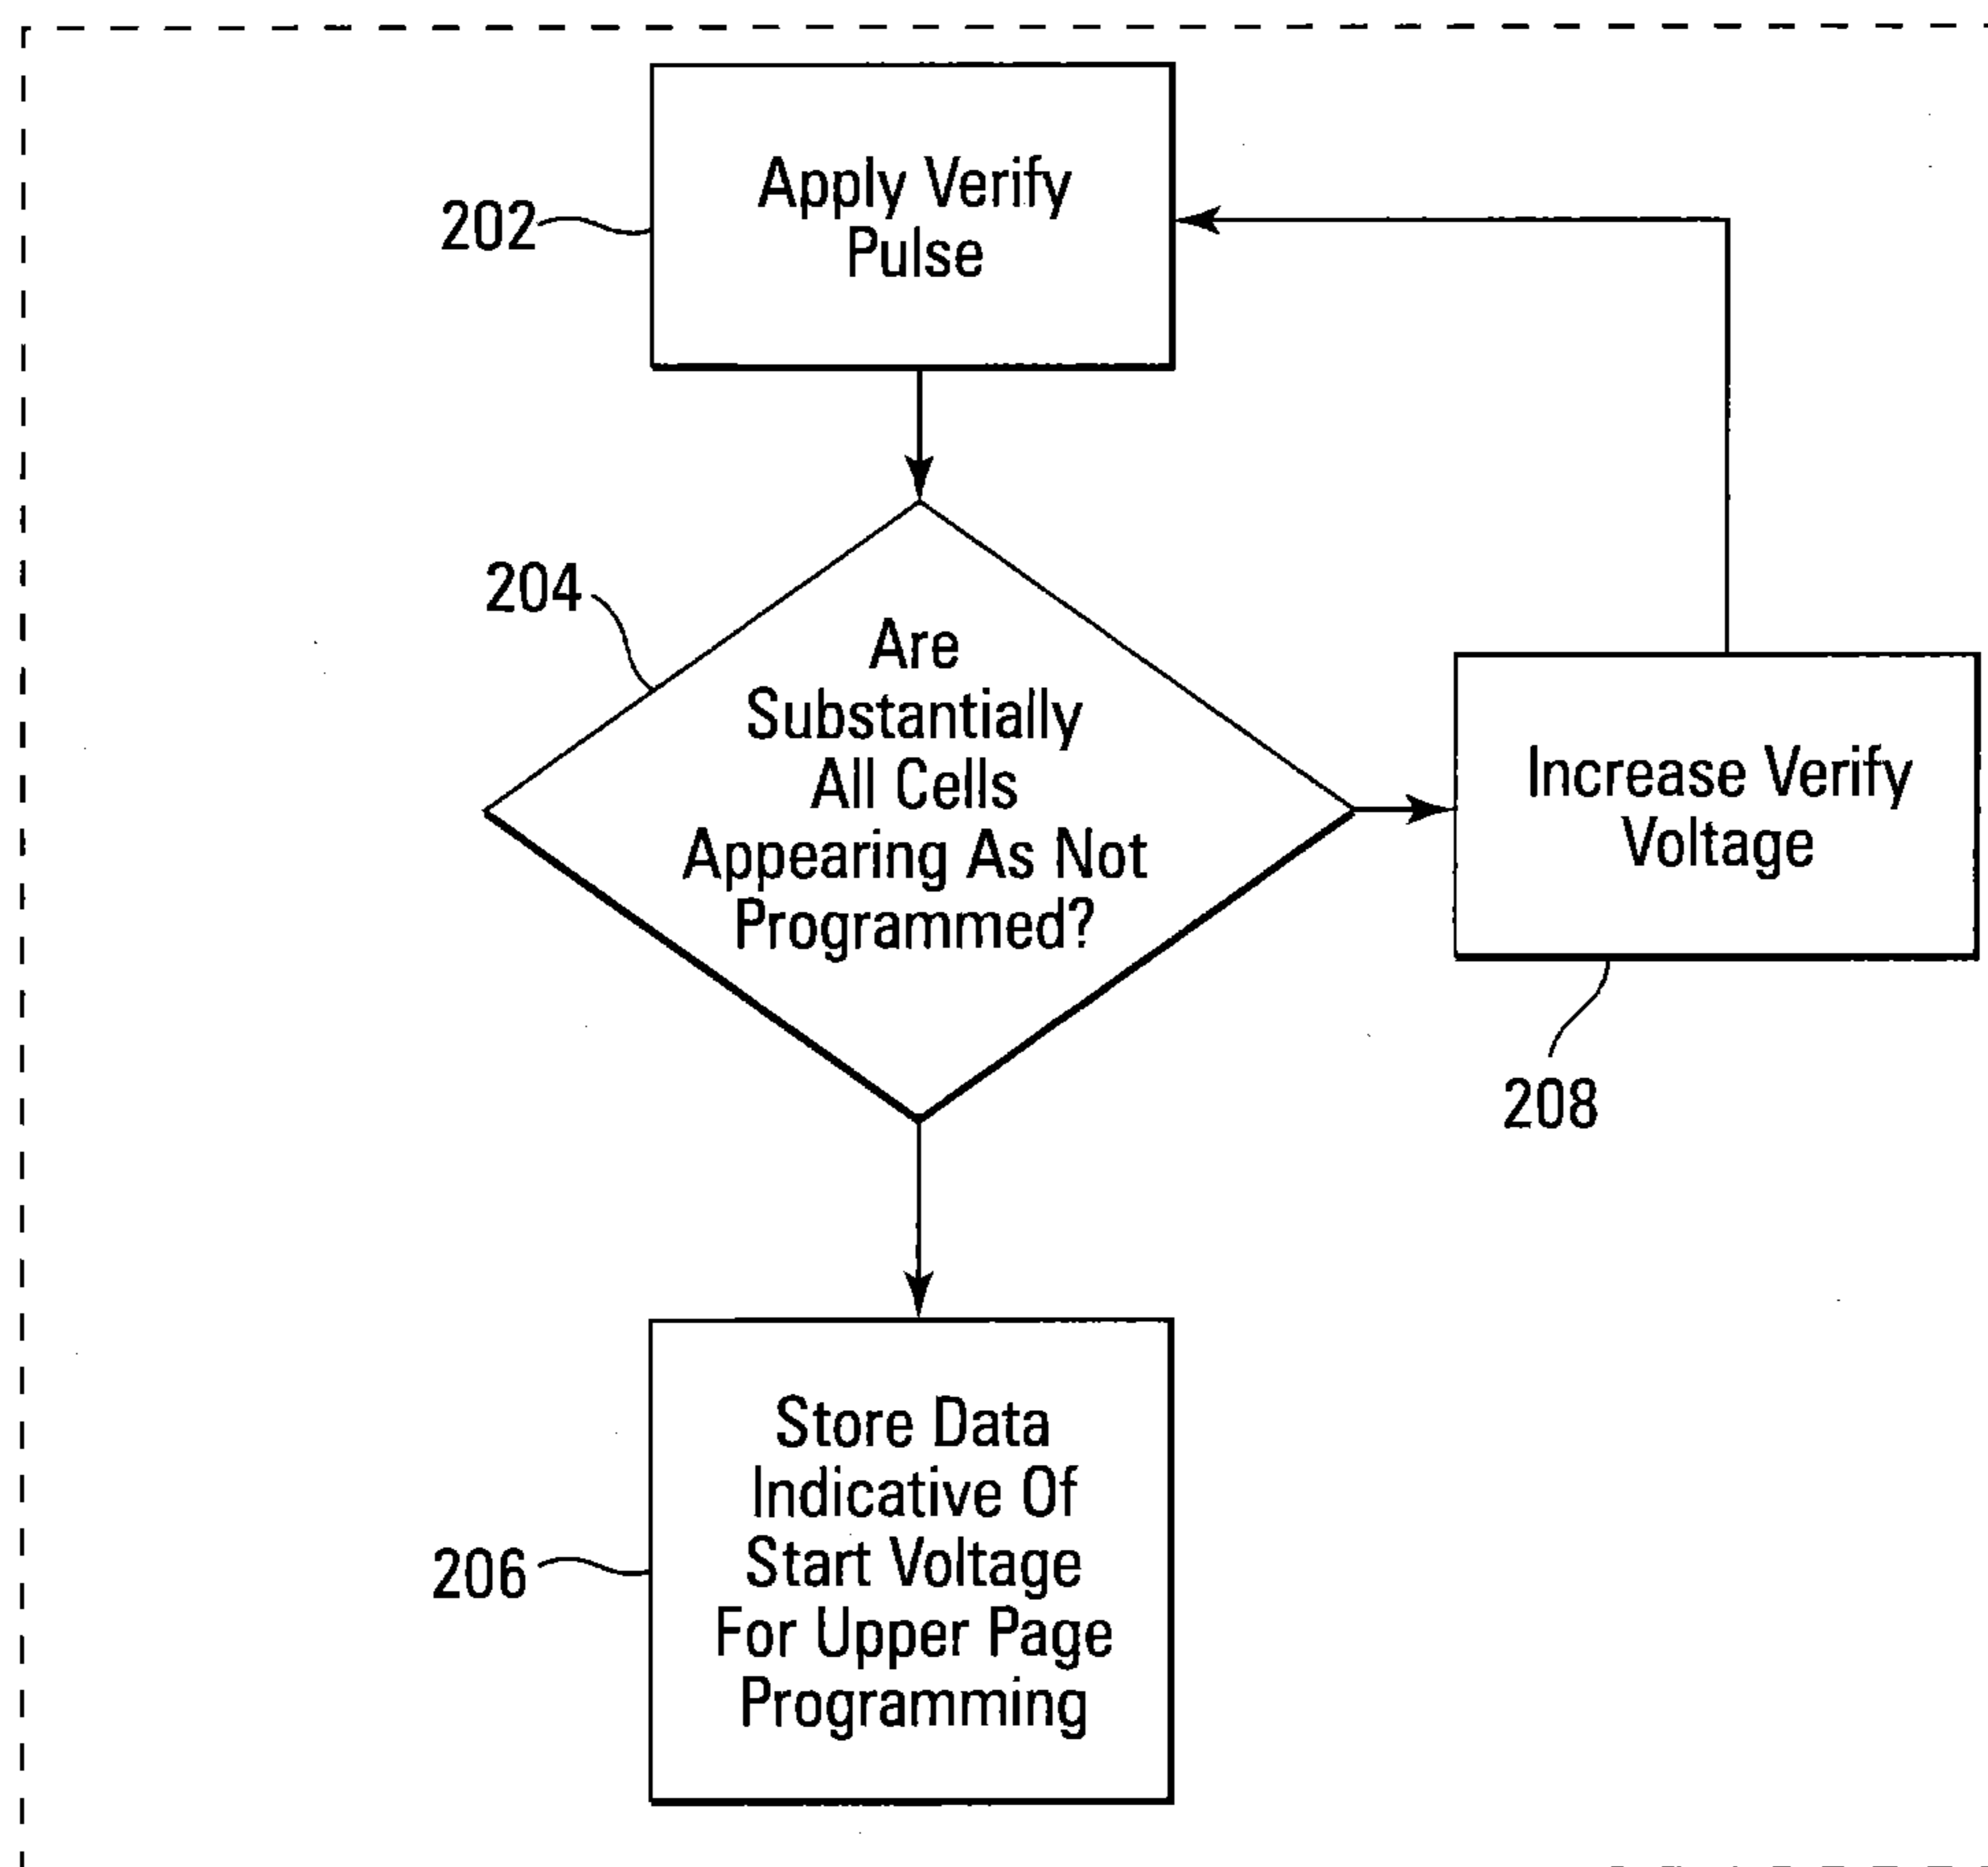 Apply Verify
Pulse
202
204
Are
Substantially
All Cells
Appearing As Not
Programmed?
Increase Verify
Voltage
208
Store Data
Indicative Of
Start Voltage
For Upper Page
Programming
206